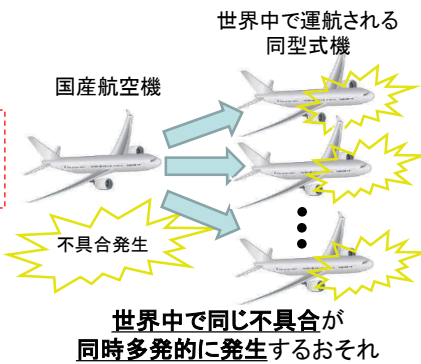 世界中で運航される
同型式機
国産航空機
不具合発生
世界中で同じ不具合が
同時多発的に発生するおそれ